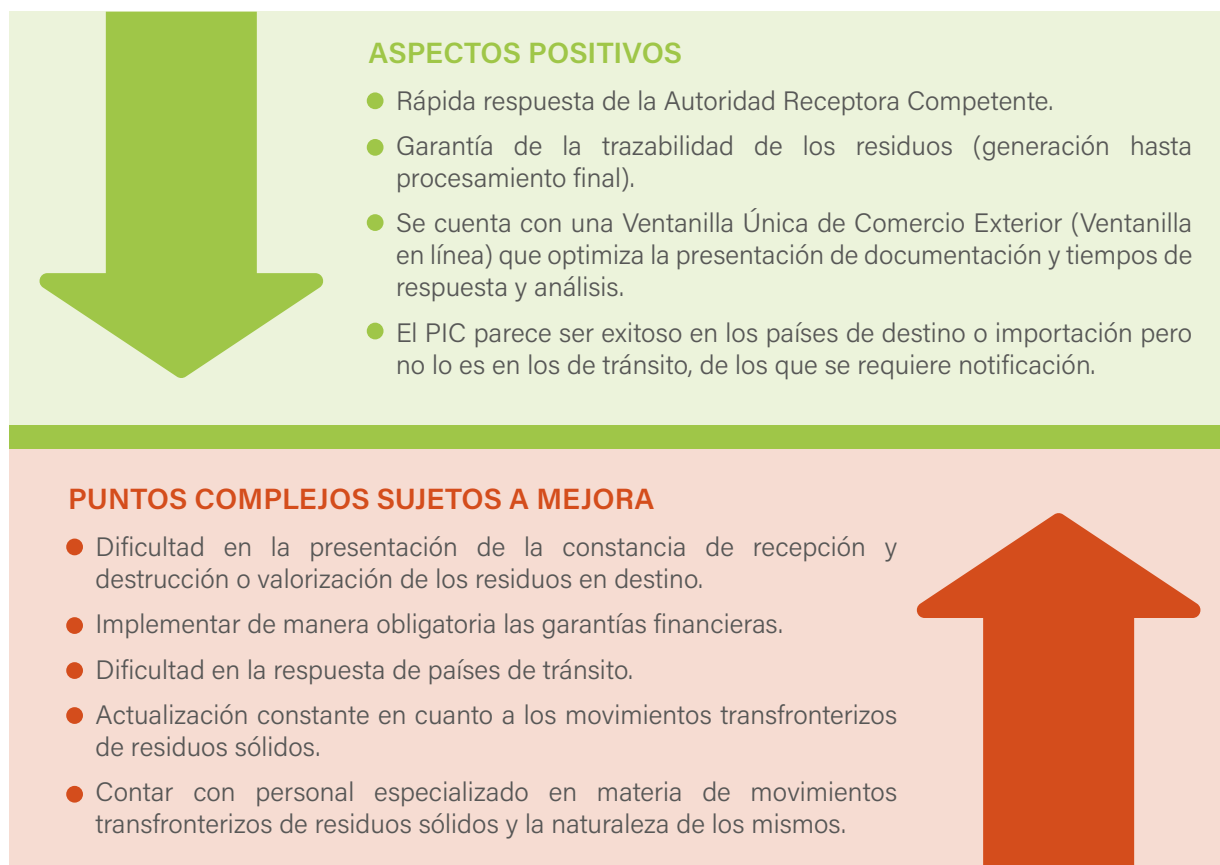 ASPECTOS POSITIVOS
Rápida respuesta de la Autoridad Receptora Competente.
Garantía de la trazabilidad de los residuos (generación hasta
procesamiento final).
Se cuenta con una Ventanilla Única de Comercio Exterior (Ventanilla
en línea) que optimiza la presentación de documentación y tiempos de
respuesta y análisis.
El PIC parece ser exitoso en los países de destino o importación pero
no lo es en los de tránsito, de los que se requiere notificación.
PUNTOS COMPLEJOS SUJETOS A MEJORA
Dificultad en la presentación de la constancia de recepción y
destrucción o valorización de los residuos en destino.
Implementar de manera obligatoria las garantías financieras.
Dificultad en la respuesta de países de tránsito.
Actualización constante en cuanto a los movimientos transfronterizos
de residuos sólidos.
Contar con personal especializado en materia de movimientos
transfronterizos de residuos sólidos y la naturaleza de los mismos.